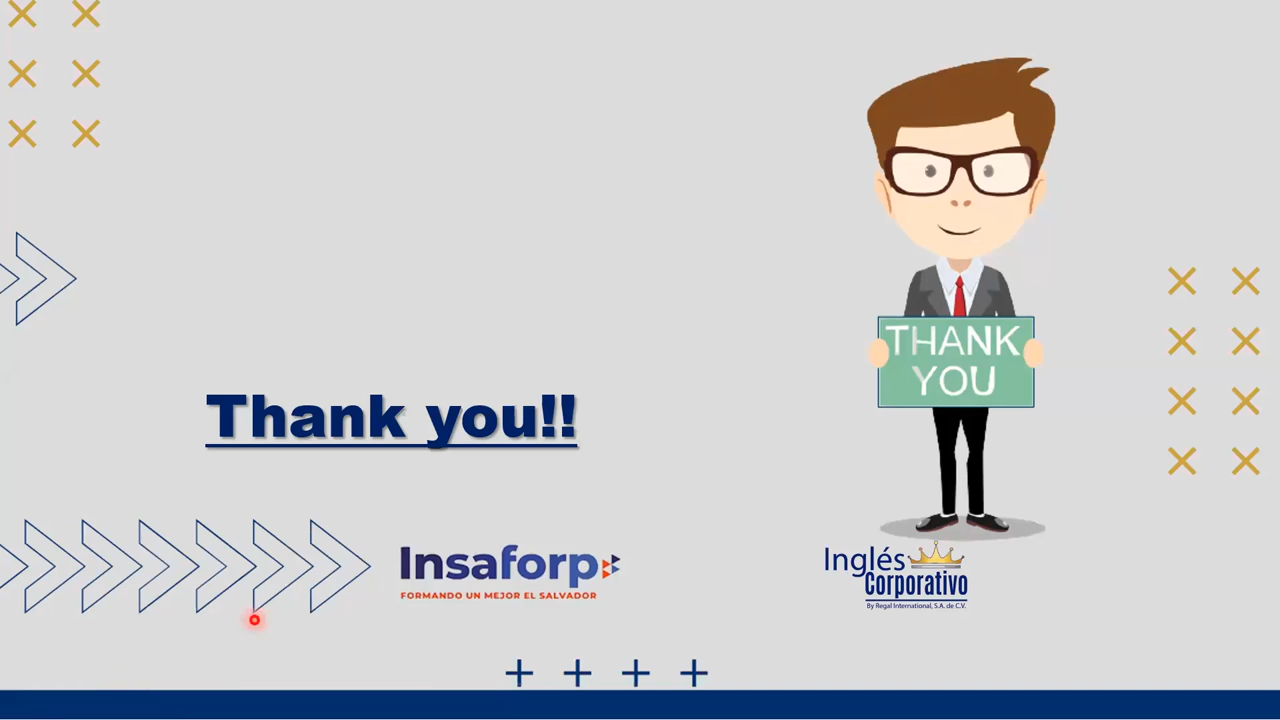 THANK
YOU
Thank you!!
Insaforp
FORMANDO UN MEJOR EL SALVADOR
Inglés
Corporativo
By Regal International, S.A. de C.V.